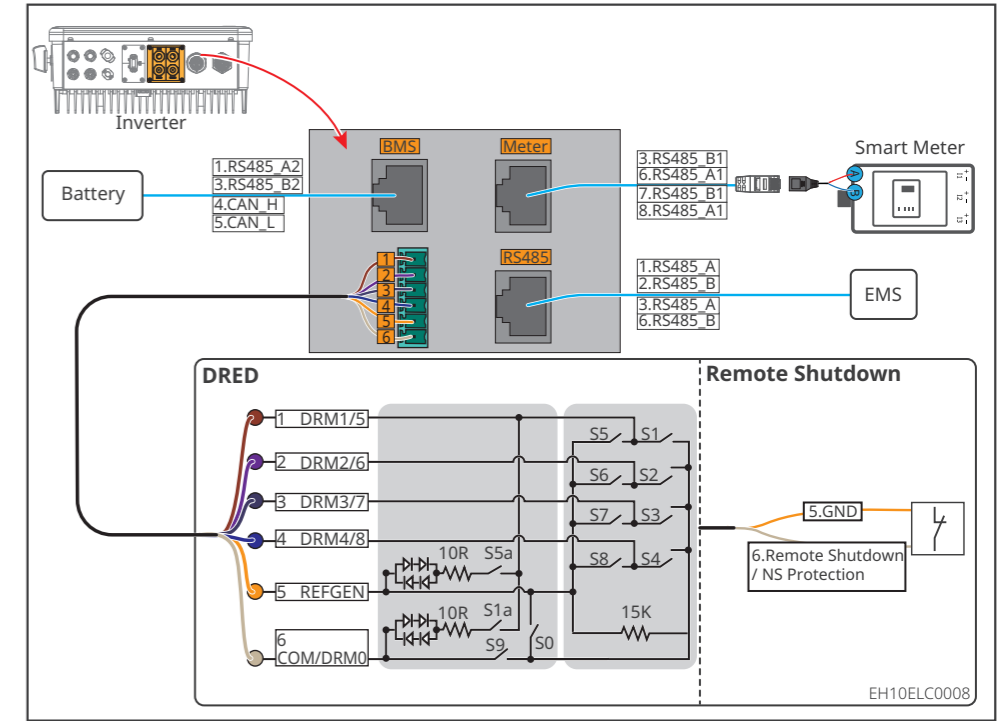 Inverter
BMS
Meter
Smart Meter
Battery
1.RS485_A2
3.RS485_B2
4.CAN_H
5.CAN_L
3.RS485_B1
6.RS485_A1
7.RS485_B1
8.RS485_A1
A
B
RS485
1.RS485_A
2.RS485_B
3.RS485_A
6.RS485_B
EMS
1
2
3
4
5
6
DRED
Remote Shutdown
1 DRM1/5
2 DRM2/6
3 DRM3/7
4 DRM4/8
5 REFGEN
6
COM/DRM0
10R S5a
10R S1a
S9
S0
S5 S1
S6 S2
S7 S3
S8 S4
15K
5.GND
6.Remote Shutdown
/ NS Protection
EH10ELC0008